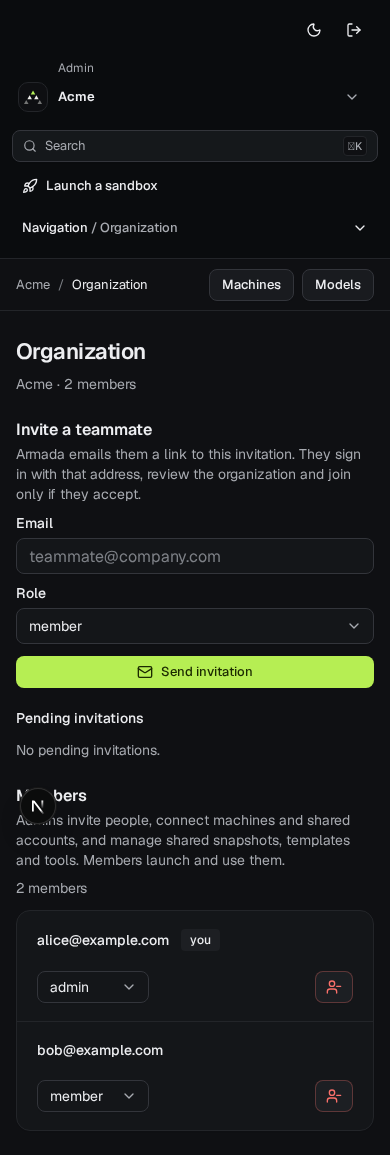 Admin
Acme
Search
K
Launch a sandbox
Navigation / Organization
Acme / Organization
Machines
Models
Organization
Acme · 2 members
Invite a teammate
Armada emails them a link to this invitation. They sign
in with that address, review the organization and join
only if they accept.
Email
teammate@company.com
Role
member
Send invitation
Pending invitations
No pending invitations.
N
invite people, connect machines and shared
accounts, and manage shared snapshots, templates
and tools. Members launch and use them.
2 members
alice@example.com
you
admin
bob@example.com
member